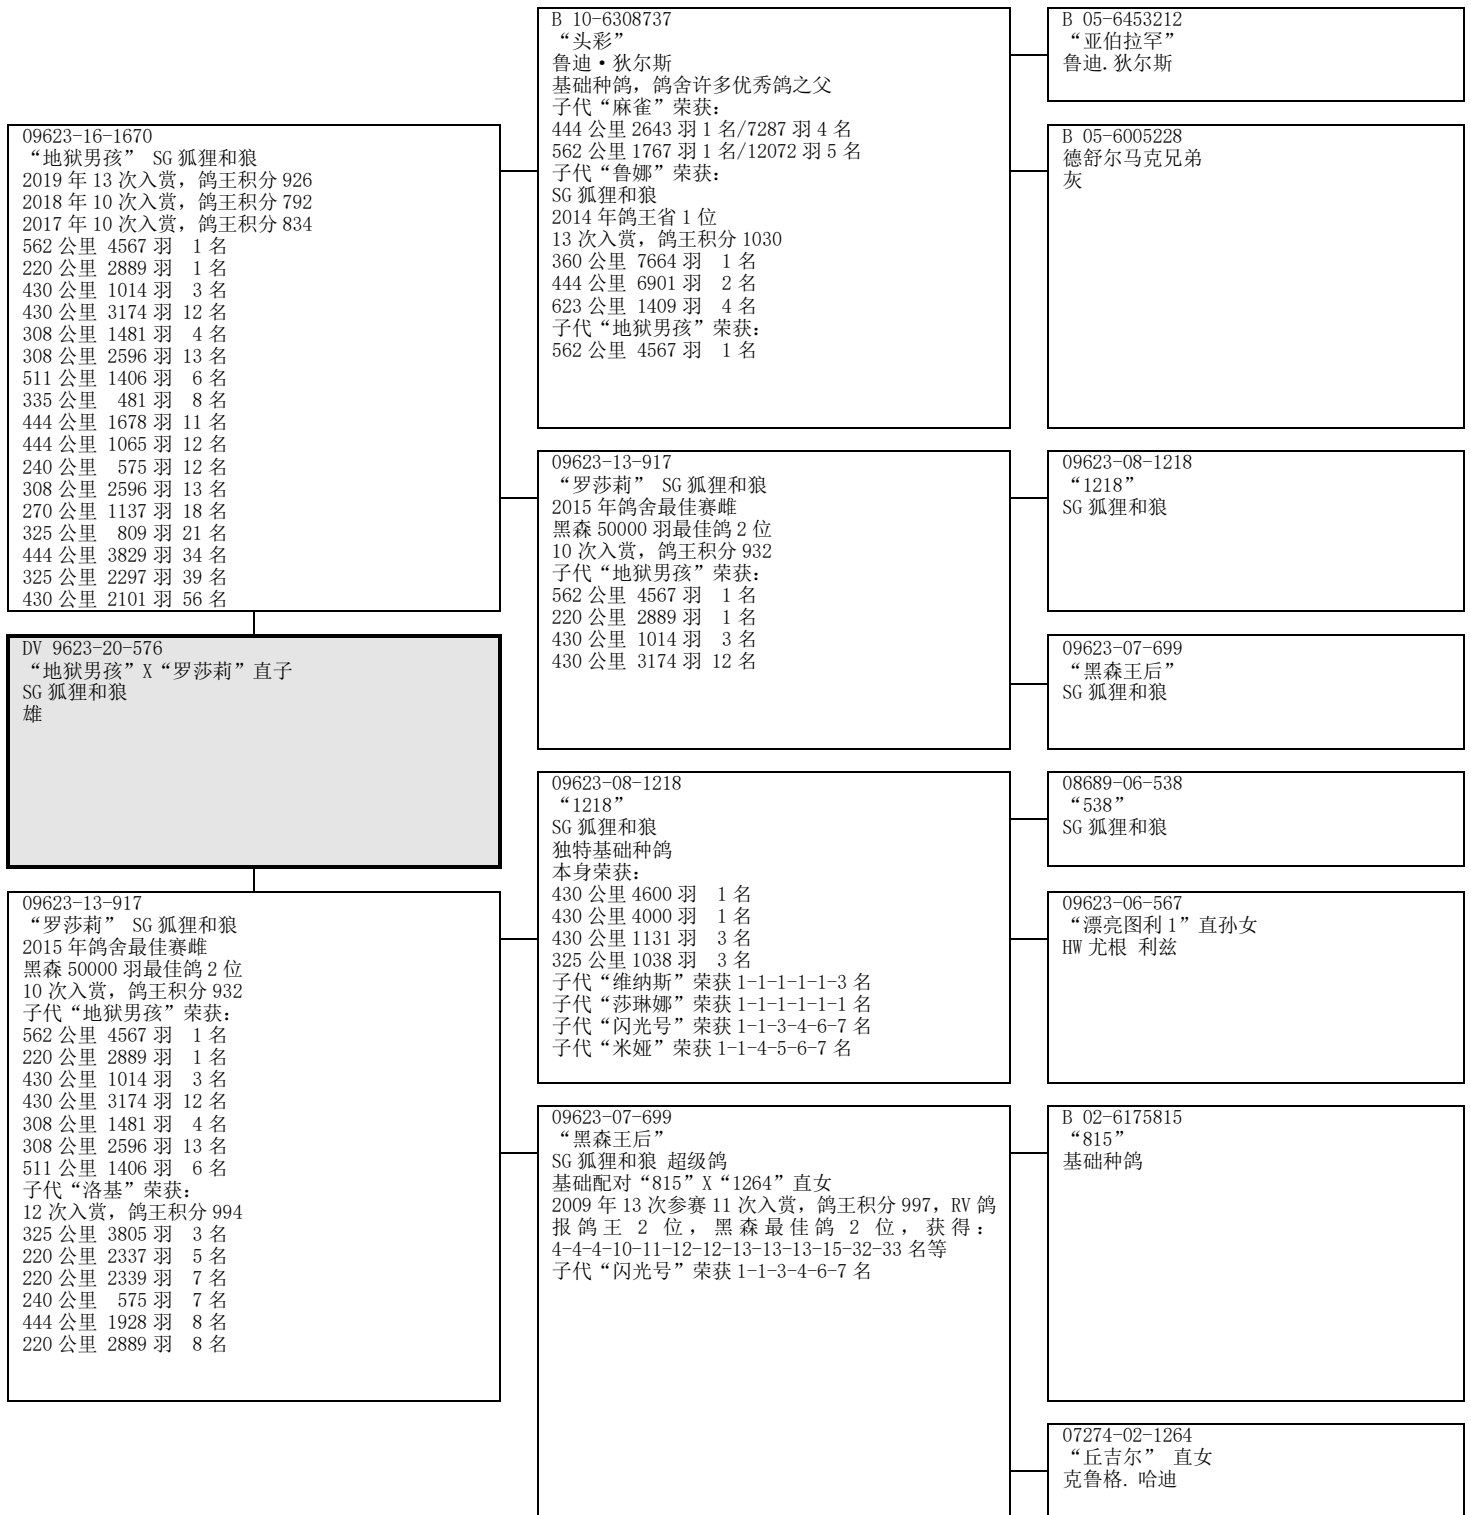 09623-16-1670
“地狱男孩” SG 狐狸和狼
2019 年 13 次入赏，鸽王积分 926
2018 年 10 次入赏，鸽王积分 792
2017 年 10 次入赏，鸽王积分 834
562 公里 4567 羽 1 名
220 公里 2889 羽 1 名
430 公里 1014 羽 3 名
430 公里 3174 羽 12 名
308 公里 1481 羽 4 名
308 公里 2596 羽 13 名
511 公里 1406 羽 6 名
335 公里 481 羽 8 名
444 公里 1678 羽 11 名
444 公里 1065 羽 12 名
240 公里 575 羽 12 名
308 公里 2596 羽 13 名
270 公里 1137 羽 18 名
325 公里 809 羽 21 名
444 公里 3829 羽 34 名
325 公里 2297 羽 39 名
430 公里 2101 羽 56 名
DV 9623-20-576
“地狱男孩”X“罗莎莉”直子
SG 狐狸和狼
雄
09623-13-917
“罗莎莉” SG 狐狸和狼
2015 年鸽舍最佳赛雌
黑森 50000 羽最佳鸽 2 位
10 次入赏，鸽王积分 932
子代“地狱男孩”荣获：
562 公里 4567 羽 1 名
220 公里 2889 羽 1 名
430 公里 1014 羽 3 名
430 公里 3174 羽 12 名
308 公里 1481 羽 4 名
308 公里 2596 羽 13 名
511 公里 1406 羽 6 名
子代“洛基”荣获：
12 次入赏，鸽王积分 994
325 公里 3805 羽 3 名
220 公里 2337 羽 5 名
220 公里 2339 羽 7 名
240 公里 575 羽 7 名
444 公里 1928 羽 8 名
220 公里 2889 羽 8 名
B 10-6308737
“头彩”
鲁迪·狄尔斯
基础种鸽，鸽舍许多优秀鸽之父
子代“麻雀”荣获：
444 公里 2643 羽 1 名/7287 羽 4 名
562 公里 1767 羽 1 名/12072 羽 5 名
子代“鲁娜”荣获：
SG 狐狸和狼
2014 年鸽王省 1 位
13 次入赏，鸽王积分 1030
360 公里 7664 羽 1 名
444 公里 6901 羽 2 名
623 公里 1409 羽 4 名
子代“地狱男孩”荣获：
562 公里 4567 羽 1 名
09623-13-917
“罗莎莉” SG 狐狸和狼
2015 年鸽舍最佳赛雌
黑森 50000 羽最佳鸽 2 位
10 次入赏，鸽王积分 932
子代“地狱男孩”荣获：
562 公里 4567 羽 1 名
220 公里 2889 羽 1 名
430 公里 1014 羽 3 名
430 公里 3174 羽 12 名
09623-08-1218
“1218”
SG 狐狸和狼
独特基础种鸽
本身荣获：
430 公里 4600 羽 1 名
430 公里 4000 羽 1 名
430 公里 1131 羽 3 名
325 公里 1038 羽 3 名
子代“维纳斯”荣获 1-1-1-1-1-3 名
子代“莎琳娜”荣获 1-1-1-1-1-1 名
子代“闪光号”荣获 1-1-3-4-6-7 名
子代“米娅”荣获 1-1-4-5-6-7 名
09623-07-699
“黑森王后”
SG 狐狸和狼 超级鸽
基础配对“815”X“1264”直女
2009 年 13 次参赛 11 次入赏，鸽王积分 997，RV 鸽
报鸽王 2 位，黑森最佳鸽 2 位，获得：
4-4-4-10-11-12-12-13-13-13-15-32-33 名等
子代“闪光号”荣获 1-1-3-4-6-7 名
B 05-6453212
“亚伯拉罕”
鲁迪.狄尔斯
B 05-6005228
德舒尔马克兄弟
灰
09623-08-1218
“1218”
SG 狐狸和狼
09623-07-699
“黑森王后”
SG 狐狸和狼
08689-06-538
“538”
SG 狐狸和狼
09623-06-567
“漂亮图利 1”直孙女
HW 尤根 利兹
B 02-6175815
“815”
基础种鸽
07274-02-1264
“丘吉尔” 直女
克鲁格. 哈迪